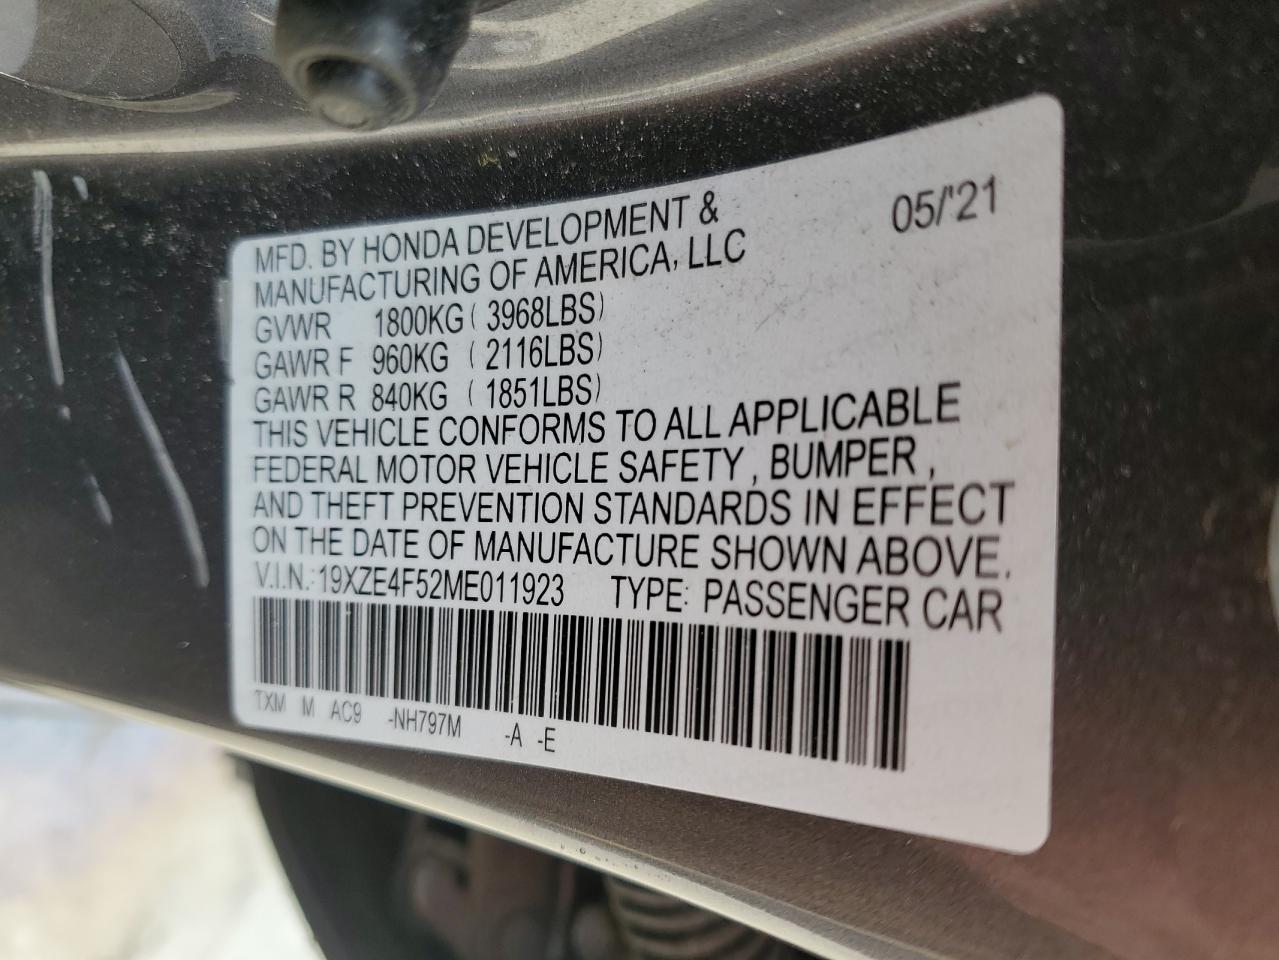 MFD. BY HONDA DEVELOPMENT & 05/'21
MANUFACTURING OF AMERICA, LLC
GVWR 1800KG ( 3968LBS)
GAWR F 960KG ( 2116LBS)
GAWR R 840KG ( 1851LBS)
THIS VEHICLE CONFORMS TO ALL APPLICABLE
FEDERAL MOTOR VEHICLE SAFETY , BUMPER ,
AND THEFT PREVENTION STANDARDS IN EFFECT
ON THE DATE OF MANUFACTURE SHOWN ABOVE.
V.I.N.: 19XZE4F52ME011923 TYPE: PASSENGER CAR
TXM M AC9 -NH797M -A -E